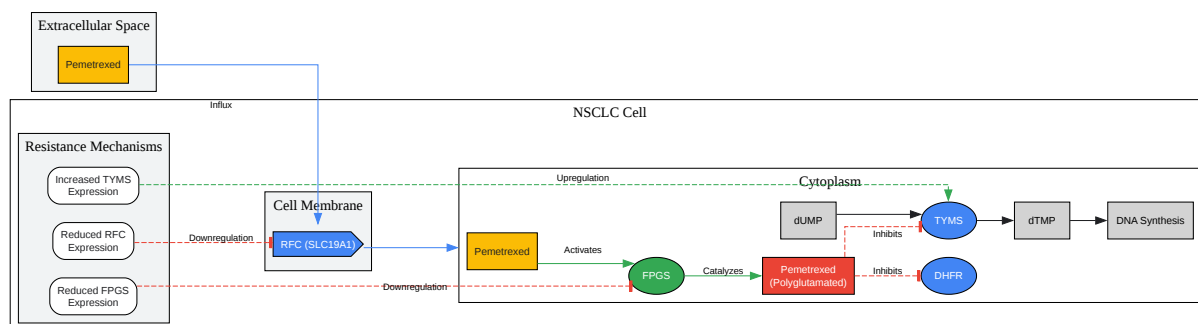 Extracellular Space
Pemetrexed
Influx
NSCLC Cell
Resistance Mechanisms
Increased TYMS
Expression
Reduced RFC
Expression
Reduced FPGS
Expression
Upregulation
Downregulation
Downregulation
Cell Membrane
RFC (SLC19A1)
Cytoplasm
Pemetrexed
Activates
FPGS
Catalyzes
Pemetrexed
(Polyglutamated)
Inhibits
Inhibits
dUMP
TYMS
dTMP
DNA Synthesis
DHFR